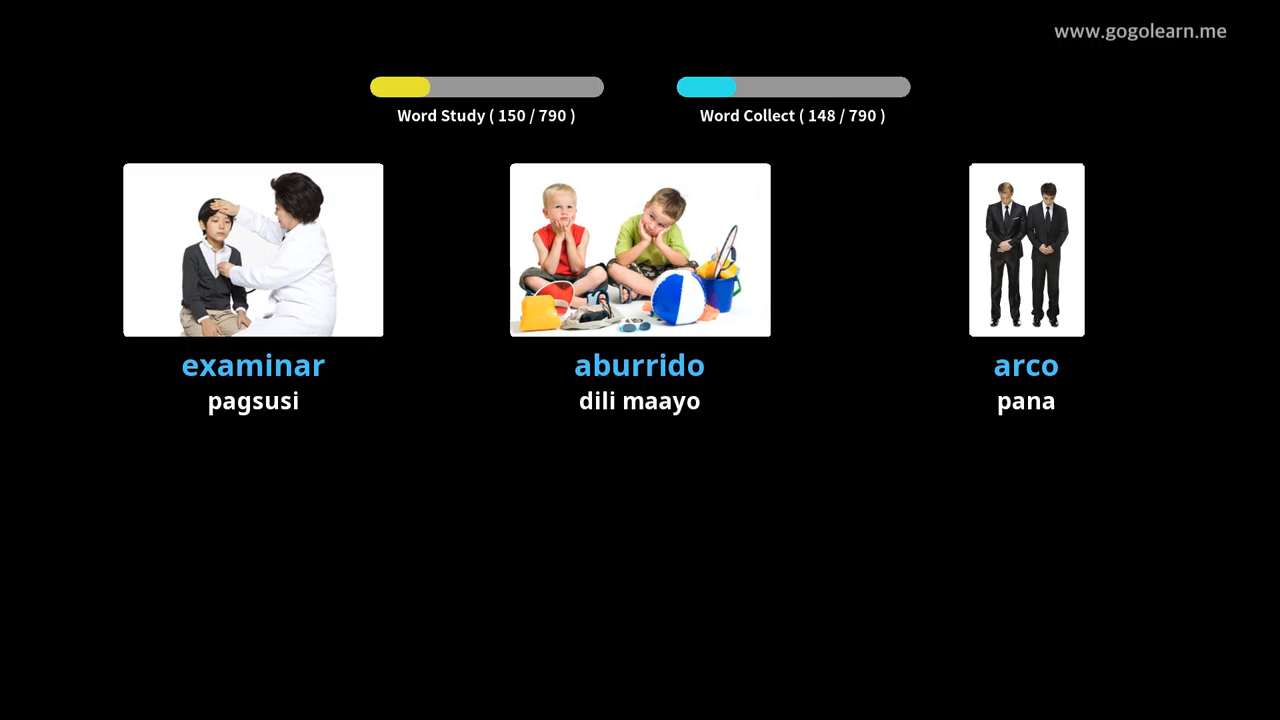 www.gogolearn.me
Word Study ( 150 / 790 )
Word Collect ( 148 / 790 )
examinar
pagsusi
aburrido
dili maayo
arco
pana